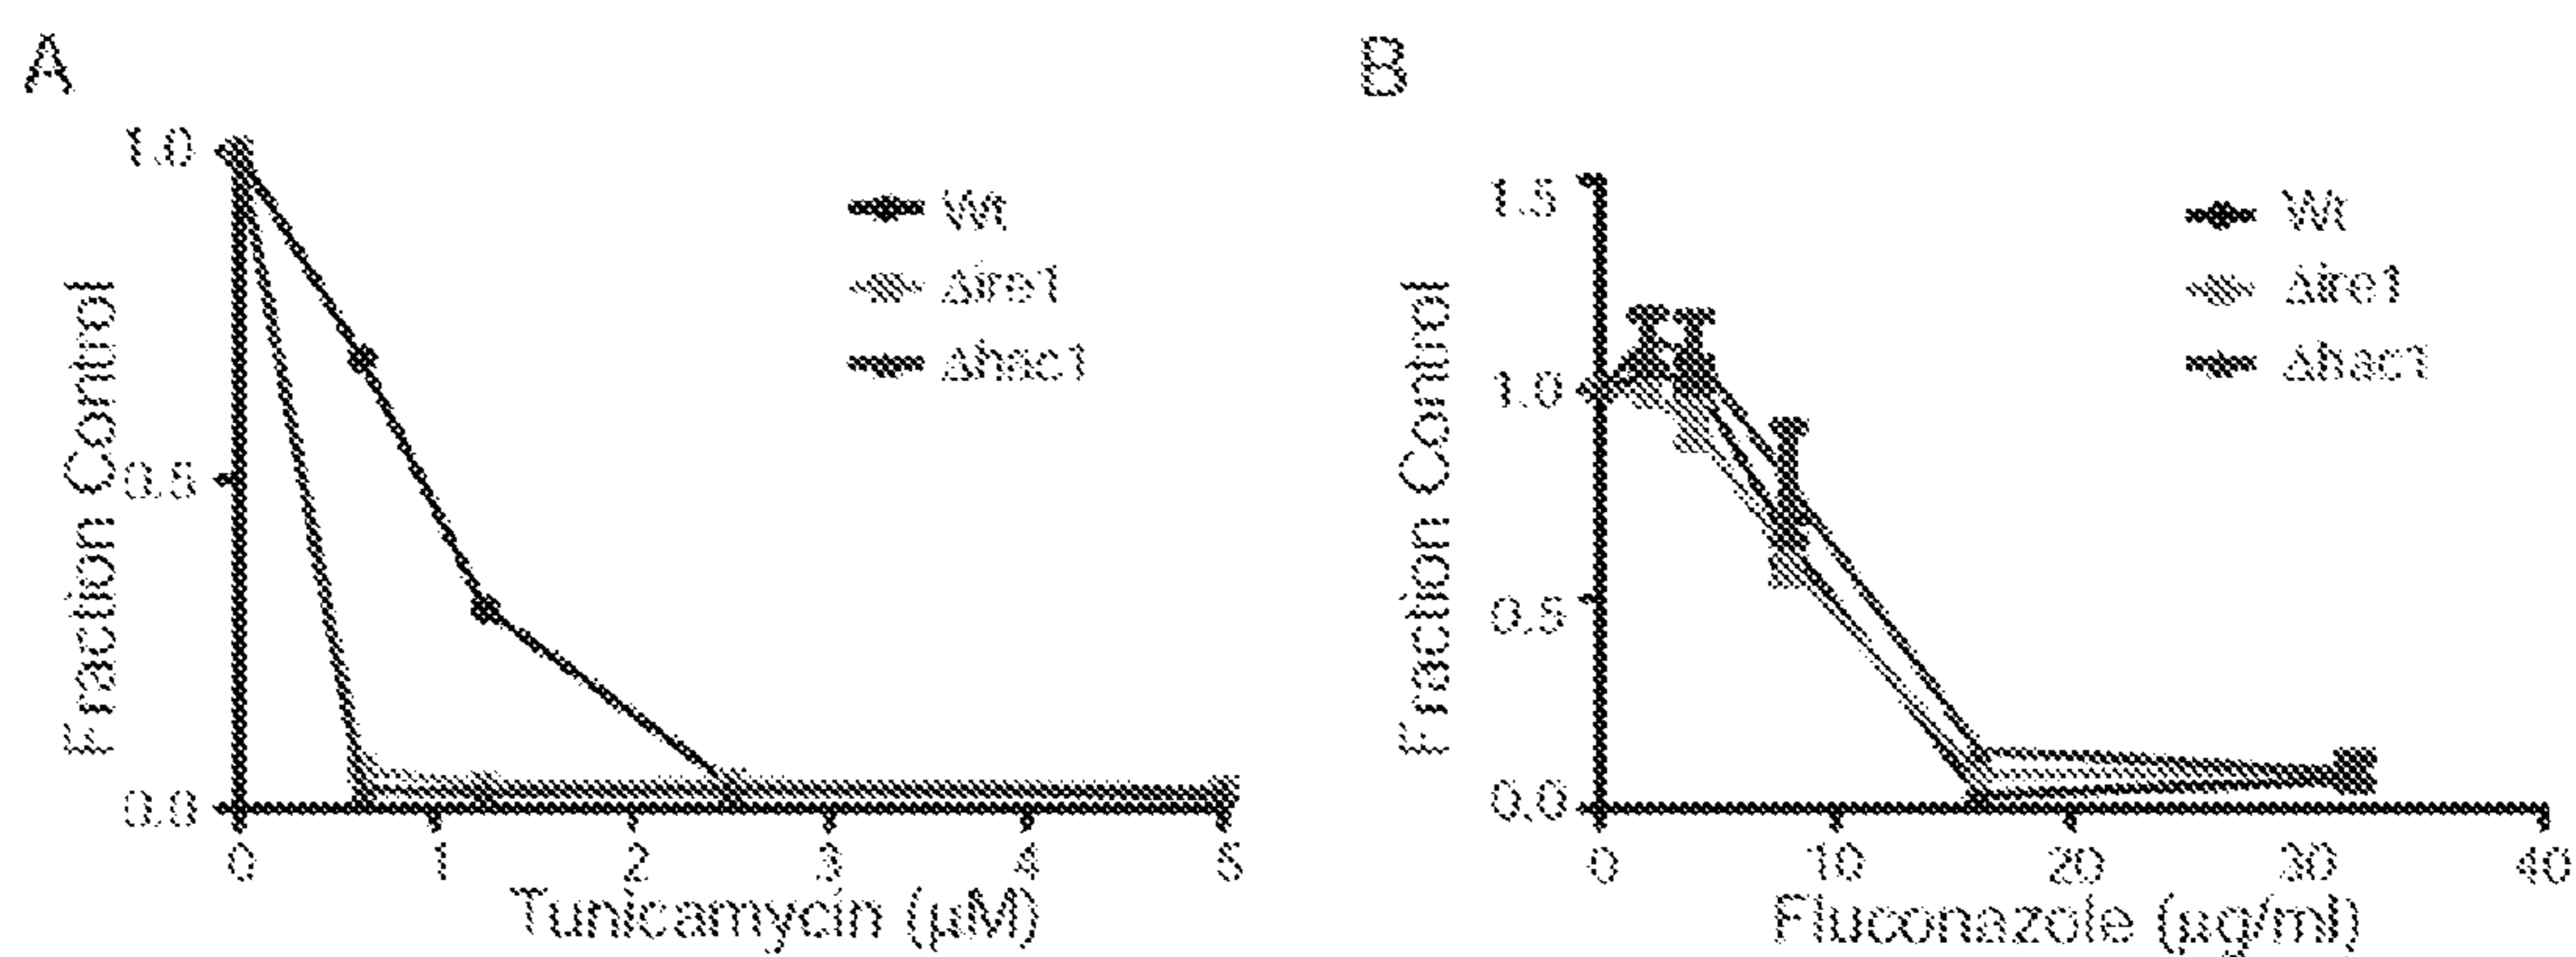 A
1.0
0.5
0.0
Fraction Control
0 1 2 3 4 5
Tunicamycin (µM)
Wt
Δire1
Δhac1
B
1.5
1.0
0.5
0.0
Fraction Control
0 10 20 30 40
Fluconazole (µg/ml)
Wt
Δire1
Δhac1